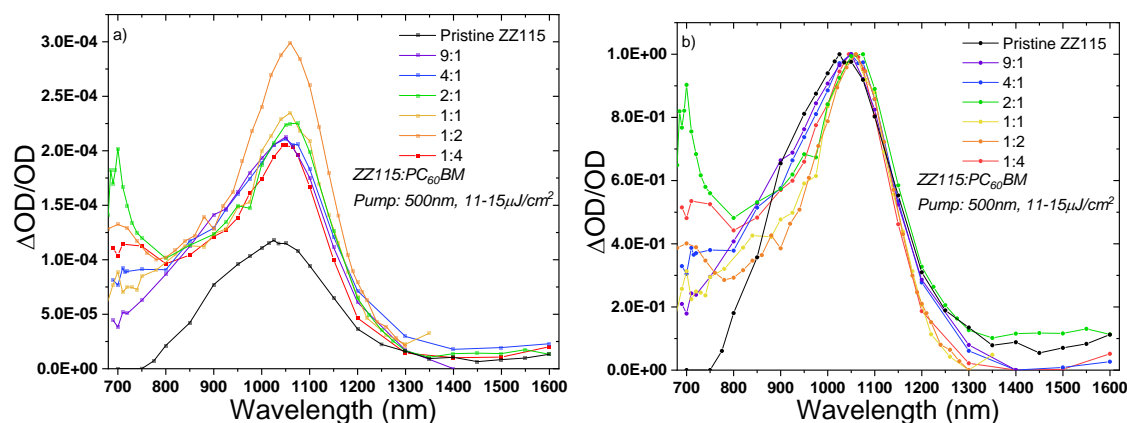 a)
Pristine ZZ115
9:1
4:1
2:1
1:1
1:2
1:4
ZZ115:PC60BM
Pump: 500nm, 11-15μJ/cm²
3.0E-04
2.5E-04
2.0E-04
1.5E-04
1.0E-04
5.0E-05
0.0E+00
ΔOD/OD
700 800 900 1000 1100 1200 1300 1400 1500 1600
Wavelength (nm)
b)
Pristine ZZ115
9:1
4:1
2:1
1:1
1:2
1:4
ZZ115:PC60BM
Pump: 500nm, 11-15μJ/cm²
1.0E+00
8.0E-01
6.0E-01
4.0E-01
2.0E-01
0.0E+00
ΔOD/OD
700 800 900 1000 1100 1200 1300 1400 1500 1600
Wavelength (nm)